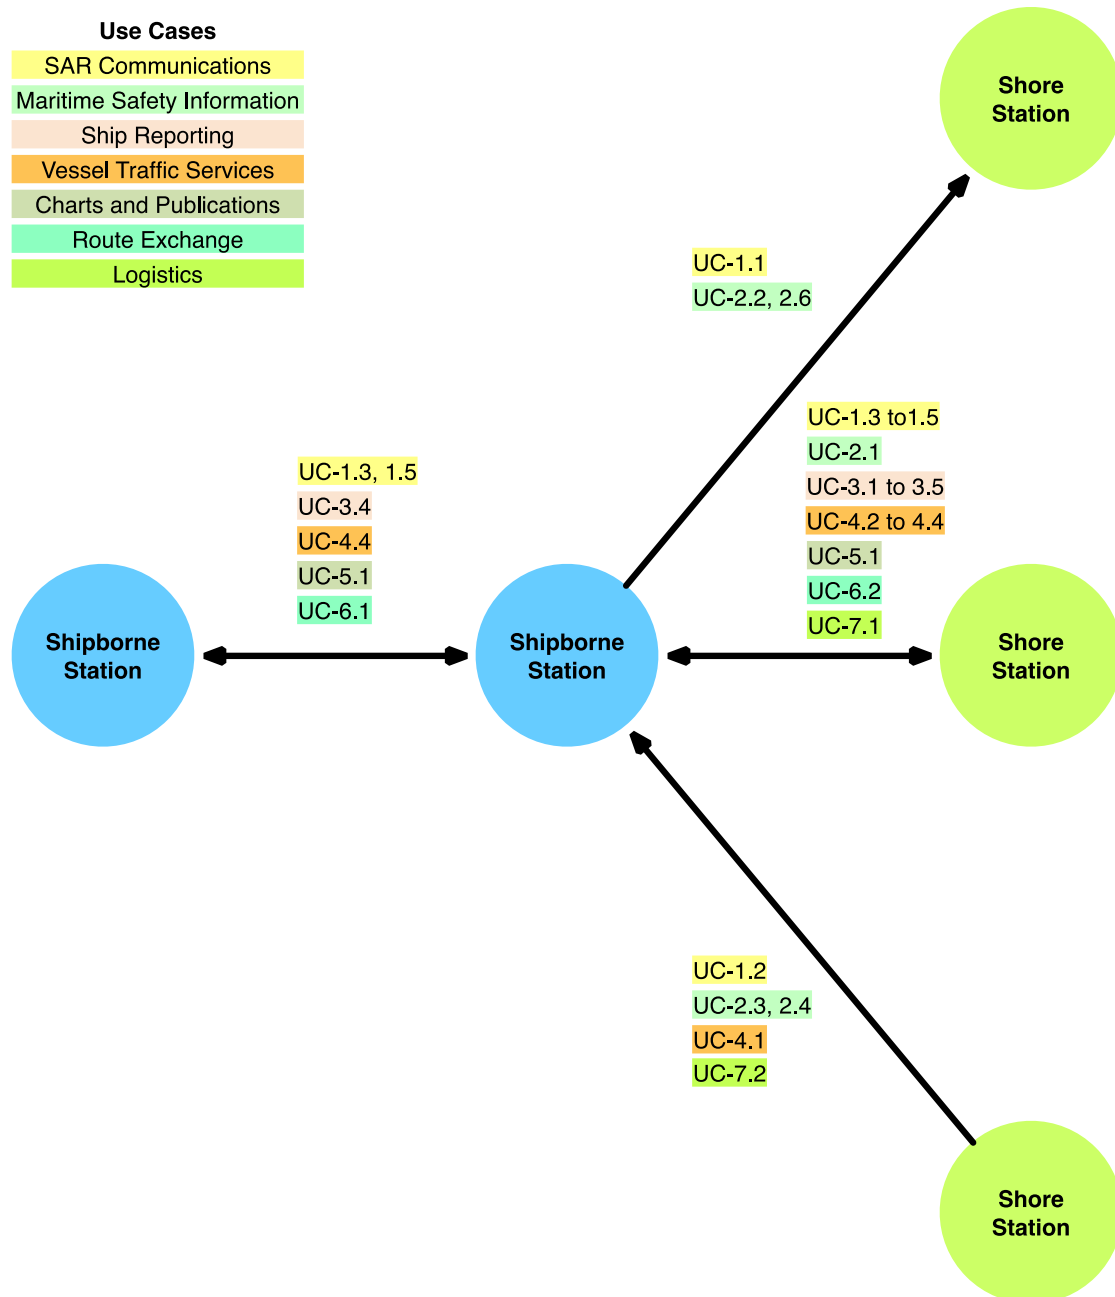 Use Cases
SAR Communications
Maritime Safety Information
Ship Reporting
Vessel Traffic Services
Charts and Publications
Route Exchange
Logistics
Shore
Station
UC-1.1
UC-2.2, 2.6
UC-1.3 to1.5
UC-2.1
UC-3.1 to 3.5
UC-4.2 to 4.4
UC-5.1
UC-6.2
UC-7.1
UC-1.3, 1.5
UC-3.4
UC-4.4
UC-5.1
UC-6.1
Shipborne
Station
Shipborne
Station
Shore
Station
UC-1.2
UC-2.3, 2.4
UC-4.1
UC-7.2
Shore
Station